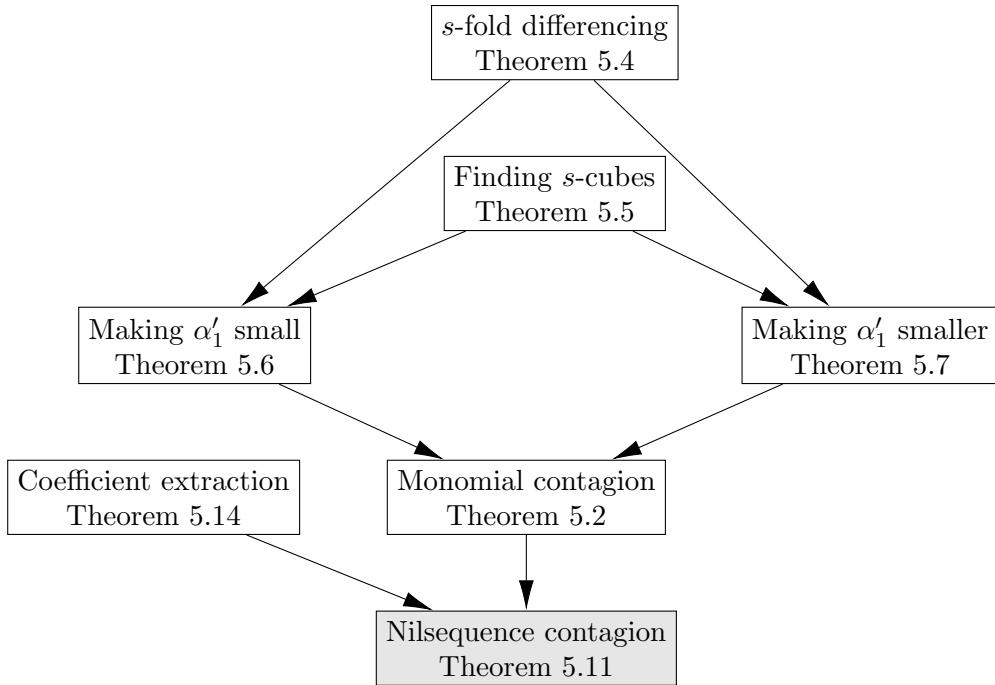 s-fold differencing
Theorem 5.4
Finding s-cubes
Theorem 5.5
Making α′₁ small
Theorem 5.6
Making α′₁ smaller
Theorem 5.7
Coefficient extraction
Theorem 5.14
Monomial contagion
Theorem 5.2
Nilsequence contagion
Theorem 5.11